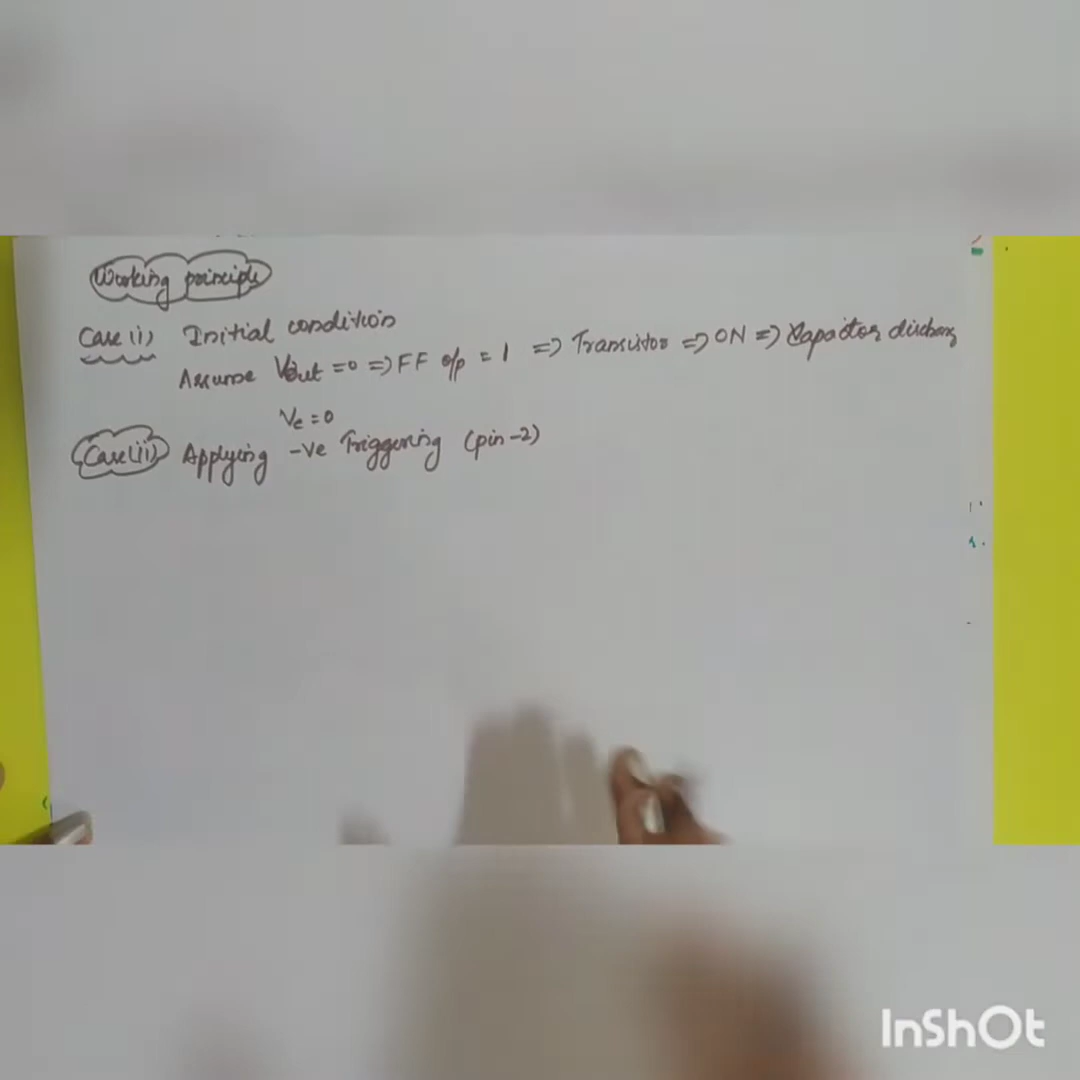 Working principle
Case (i) Initial condition
Assume Vout = 0 => FF o/p = 1 => Transistor => ON => Capacitor discharg
Vc = 0
Case (ii) Applying -ve Triggering (pin-2)
InShOt